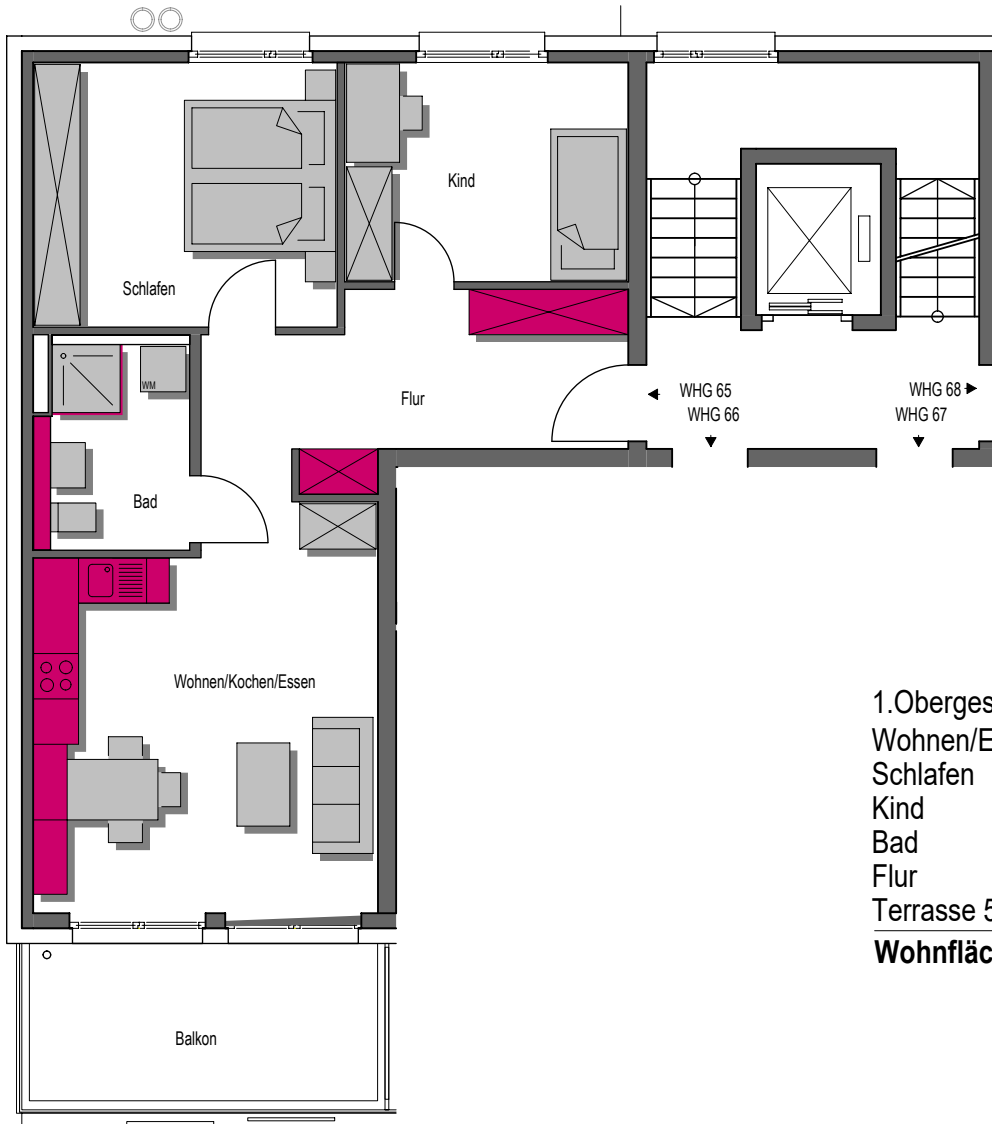 Kind
Schlafen
WM
Flur
WHG 65
WHG 66
WHG 68
WHG 67
Bad
Wohnen/Kochen/Essen
Balkon
1.Oberges
Wohnen/E
Schlafen
Kind
Bad
Flur
Terrasse 5
Wohnfläc